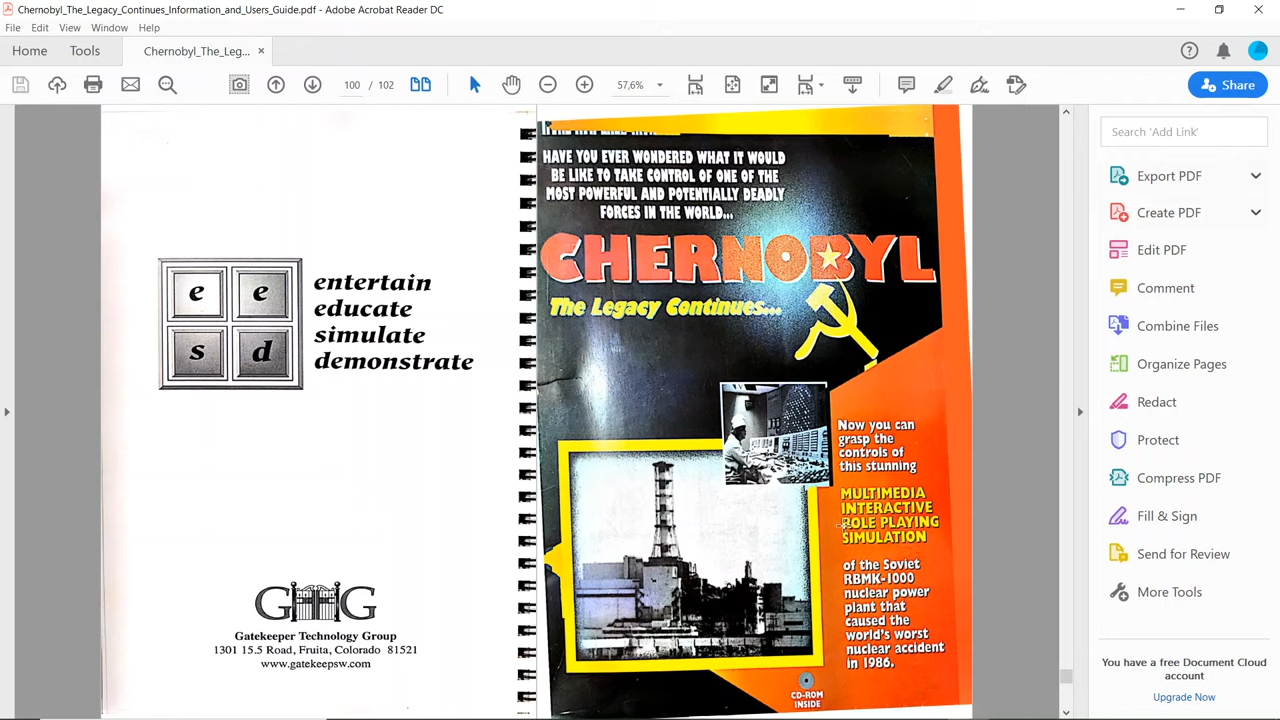 Chernobyl_The_Legacy_Continues_Information_and_Users_Guide.pdf - Adobe Acrobat Reader DC
File Edit View Window Help
Home Tools Chernobyl_The_Leg... ×
100 / 102 57,6% Share
HAVE YOU EVER WONDERED WHAT IT WOULD
BE LIKE TO TAKE CONTROL OF ONE OF THE
MOST POWERFUL AND POTENTIALLY DEADLY
FORCES IN THE WORLD...
CHERNOBYL
The Legacy Continues...
e e
s d
entertain
educate
simulate
demonstrate
Now you can
grasp the
controls of
this stunning
MULTIMEDIA
INTERACTIVE
ROLE PLAYING
SIMULATION
of the Soviet
RBMK-1000
nuclear power
plant that
caused the
world's worst
nuclear accident
in 1986.
CD-ROM
INSIDE
GTG
Gatekeeper Technology Group
1301 15.5 Road, Fruita, Colorado 81521
www.gatekeepsw.com
Search 'Add Link'
Export PDF
Create PDF
Edit PDF
Comment
Combine Files
Organize Pages
Redact
Protect
Compress PDF
Fill & Sign
Send for Review
More Tools
You have a free Document Cloud
account
Upgrade Now